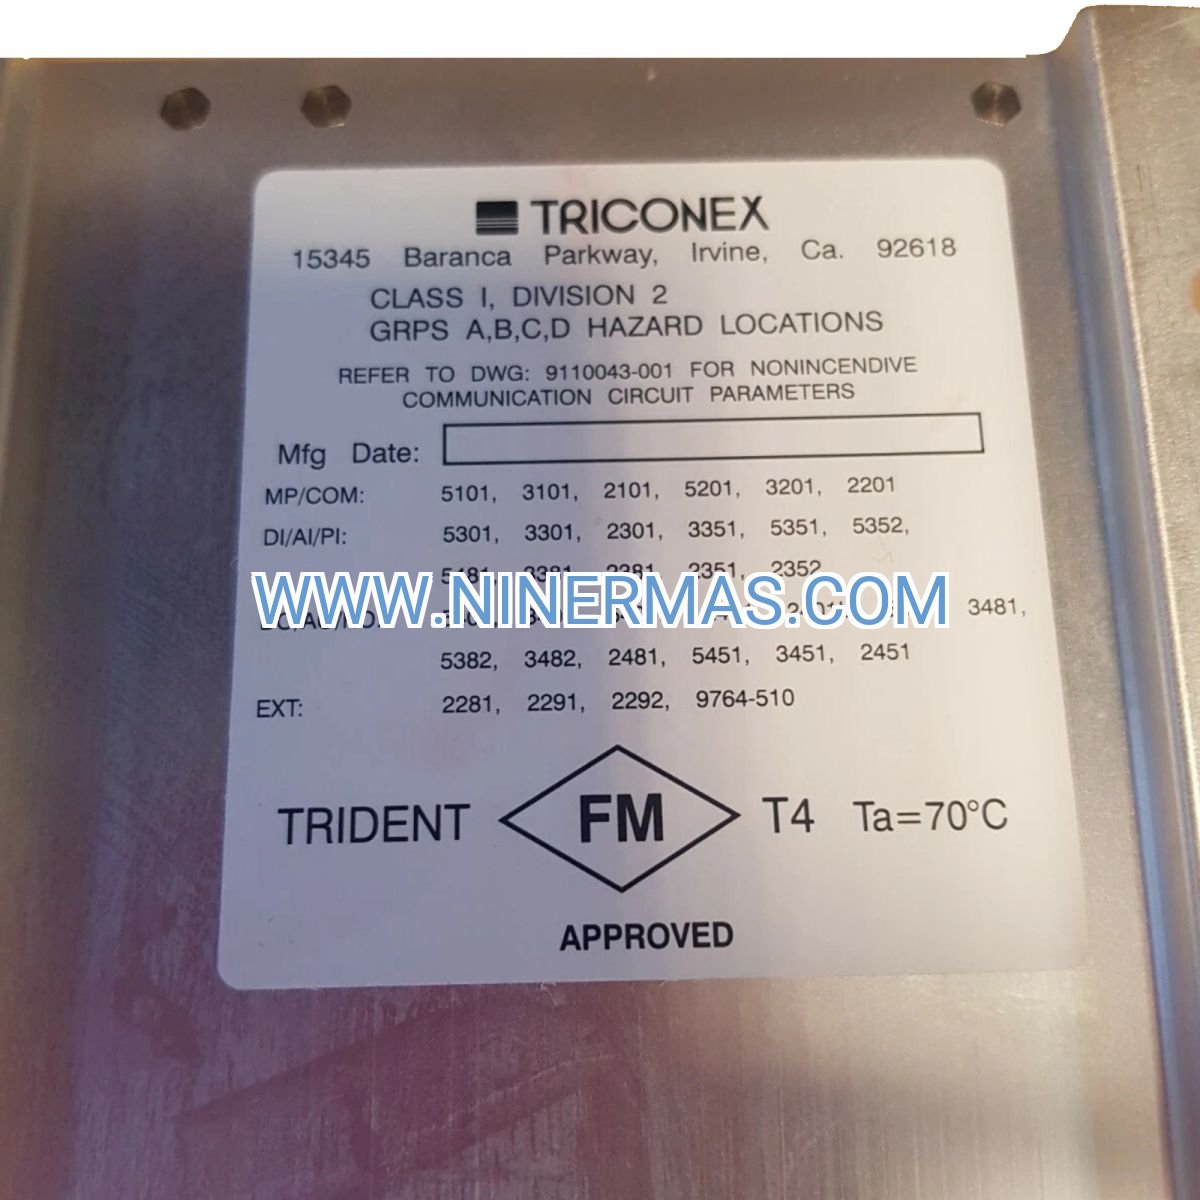 TRICONEX
15345 Baranca Parkway, Irvine, Ca. 92618
CLASS I, DIVISION 2
GRPS A,B,C,D HAZARD LOCATIONS
REFER TO DWG: 9110043-001 FOR NONINCENDIVE
COMMUNICATION CIRCUIT PARAMETERS
Mfg Date:
MP/COM: 5101, 3101, 2101, 5201, 3201, 2201
DI/AI/PI: 5301, 3301, 2301, 3351, 5351, 5352,
2351, 2352
WWW.NINERMAS.COM
3481,
5382, 3482, 2481, 5451, 3451, 2451
EXT: 2281, 2291, 2292, 9764-510
TRIDENT FM T4 Ta=70°C
APPROVED